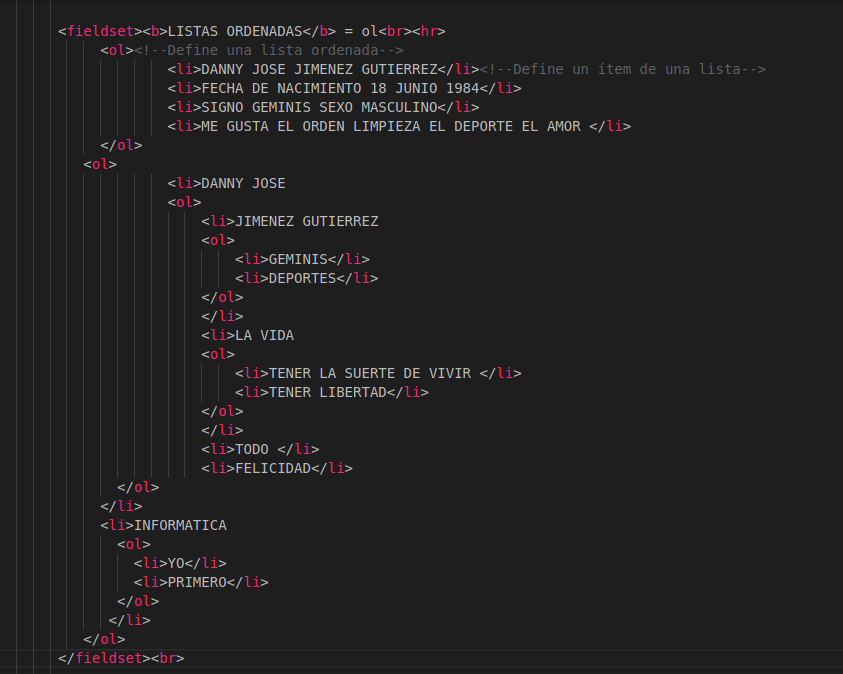 <fieldset><b>LISTAS ORDENADAS</b> = ol<br><hr>
<ol><!--Define una lista ordenada-->
<li>DANNY JOSE JIMENEZ GUTIERREZ</li><!--Define un ítem de una lista-->
<li>FECHA DE NACIMIENTO 18 JUNIO 1984</li>
<li>SIGNO GEMINIS SEXO MASCULINO</li>
<li>ME GUSTA EL ORDEN LIMPIEZA EL DEPORTE EL AMOR </li>
</ol>
<ol>
<li>DANNY JOSE
<ol>
<li>JIMENEZ GUTIERREZ
<ol>
<li>GEMINIS</li>
<li>DEPORTES</li>
</ol>
</li>
<li>LA VIDA
<ol>
<li>TENER LA SUERTE DE VIVIR </li>
<li>TENER LIBERTAD</li>
</ol>
</li>
<li>TODO </li>
<li>FELICIDAD</li>
</ol>
</li>
<li>INFORMATICA
<ol>
<li>YO</li>
<li>PRIMERO</li>
</ol>
</li>
</ol>
</fieldset><br>